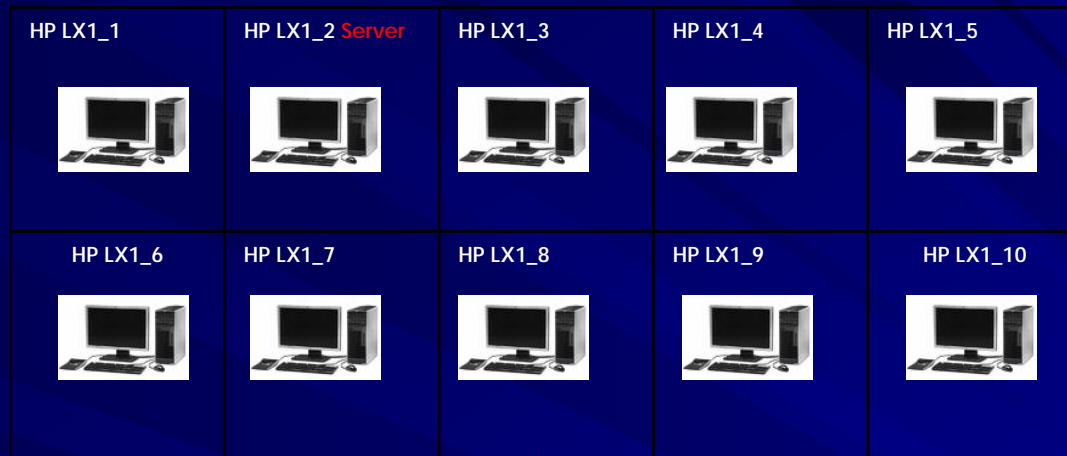 HP LX1_1
HP LX1_2 Server
HP LX1_3
HP LX1_4
HP LX1_5
HP LX1_6
HP LX1_7
HP LX1_8
HP LX1_9
HP LX1_10